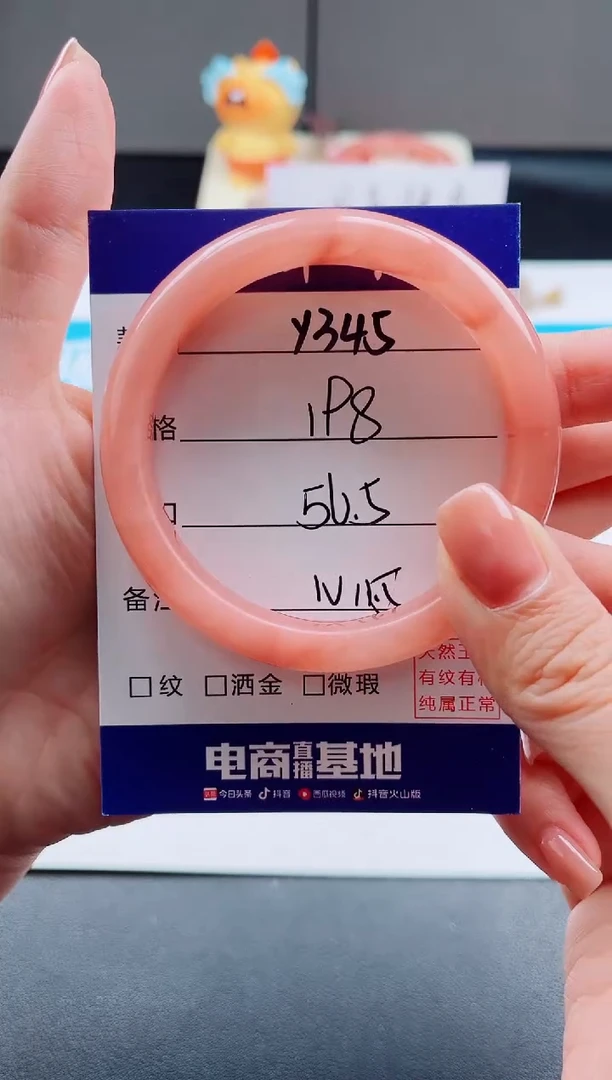 Y345
格 1P8
口 56.5
备注
天然玉
有纹有
纯属正常
□纹 □洒金 □微瑕
电商直播基地
今日头条 抖音 西瓜视频 抖音火山版